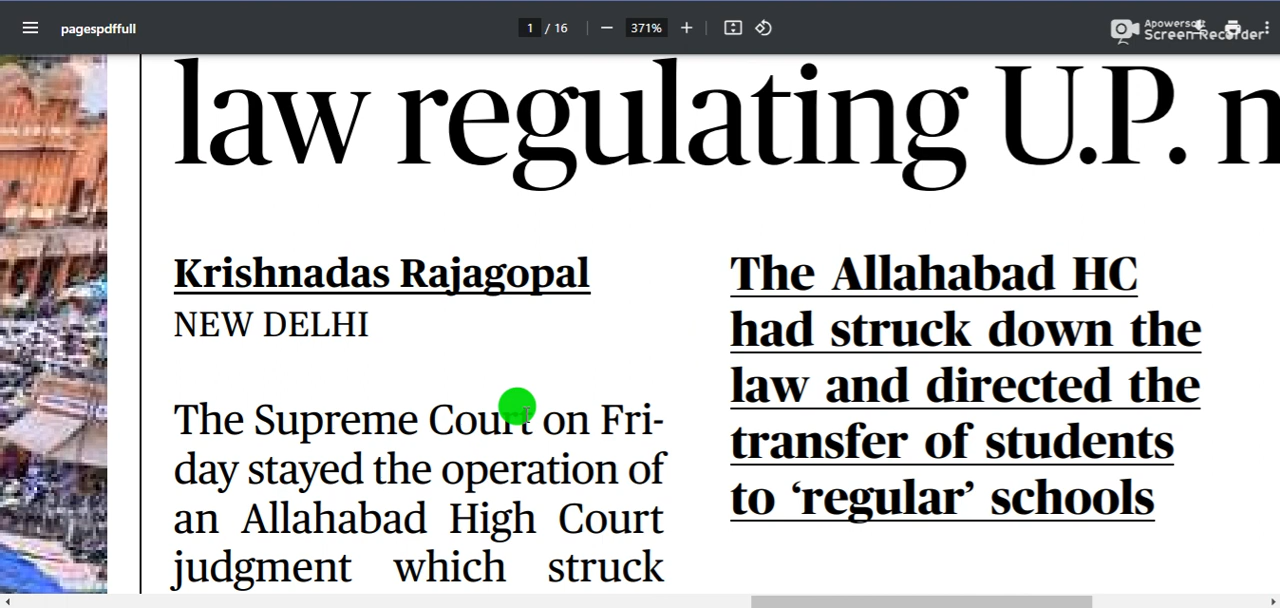 pagespdffull
1 / 16
371%
Apowersoft
Screen Recorder
law regulating U.P.
Krishnadas Rajagopal
NEW DELHI
The Supreme Court on Fri-
day stayed the operation of
an Allahabad High Court
judgment which struck
The Allahabad HC
had struck down the
law and directed the
transfer of students
to ‘regular’ schools